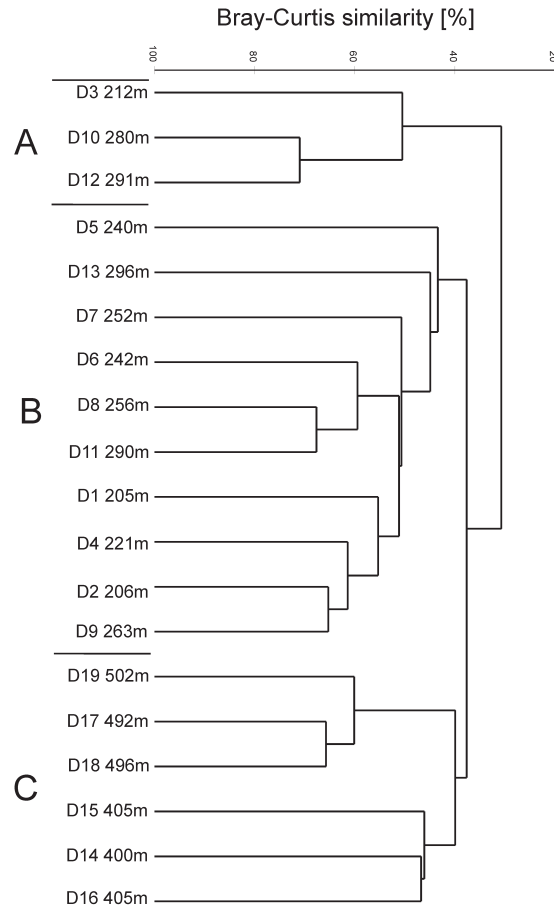 Bray-Curtis similarity [%]
100 80 60 40 20
D3 212m
A
D10 280m
D12 291m
D5 240m
D13 296m
D7 252m
D6 242m
D8 256m
B
D11 290m
D1 205m
D4 221m
D2 206m
D9 263m
D19 502m
D17 492m
D18 496m
C
D15 405m
D14 400m
D16 405m